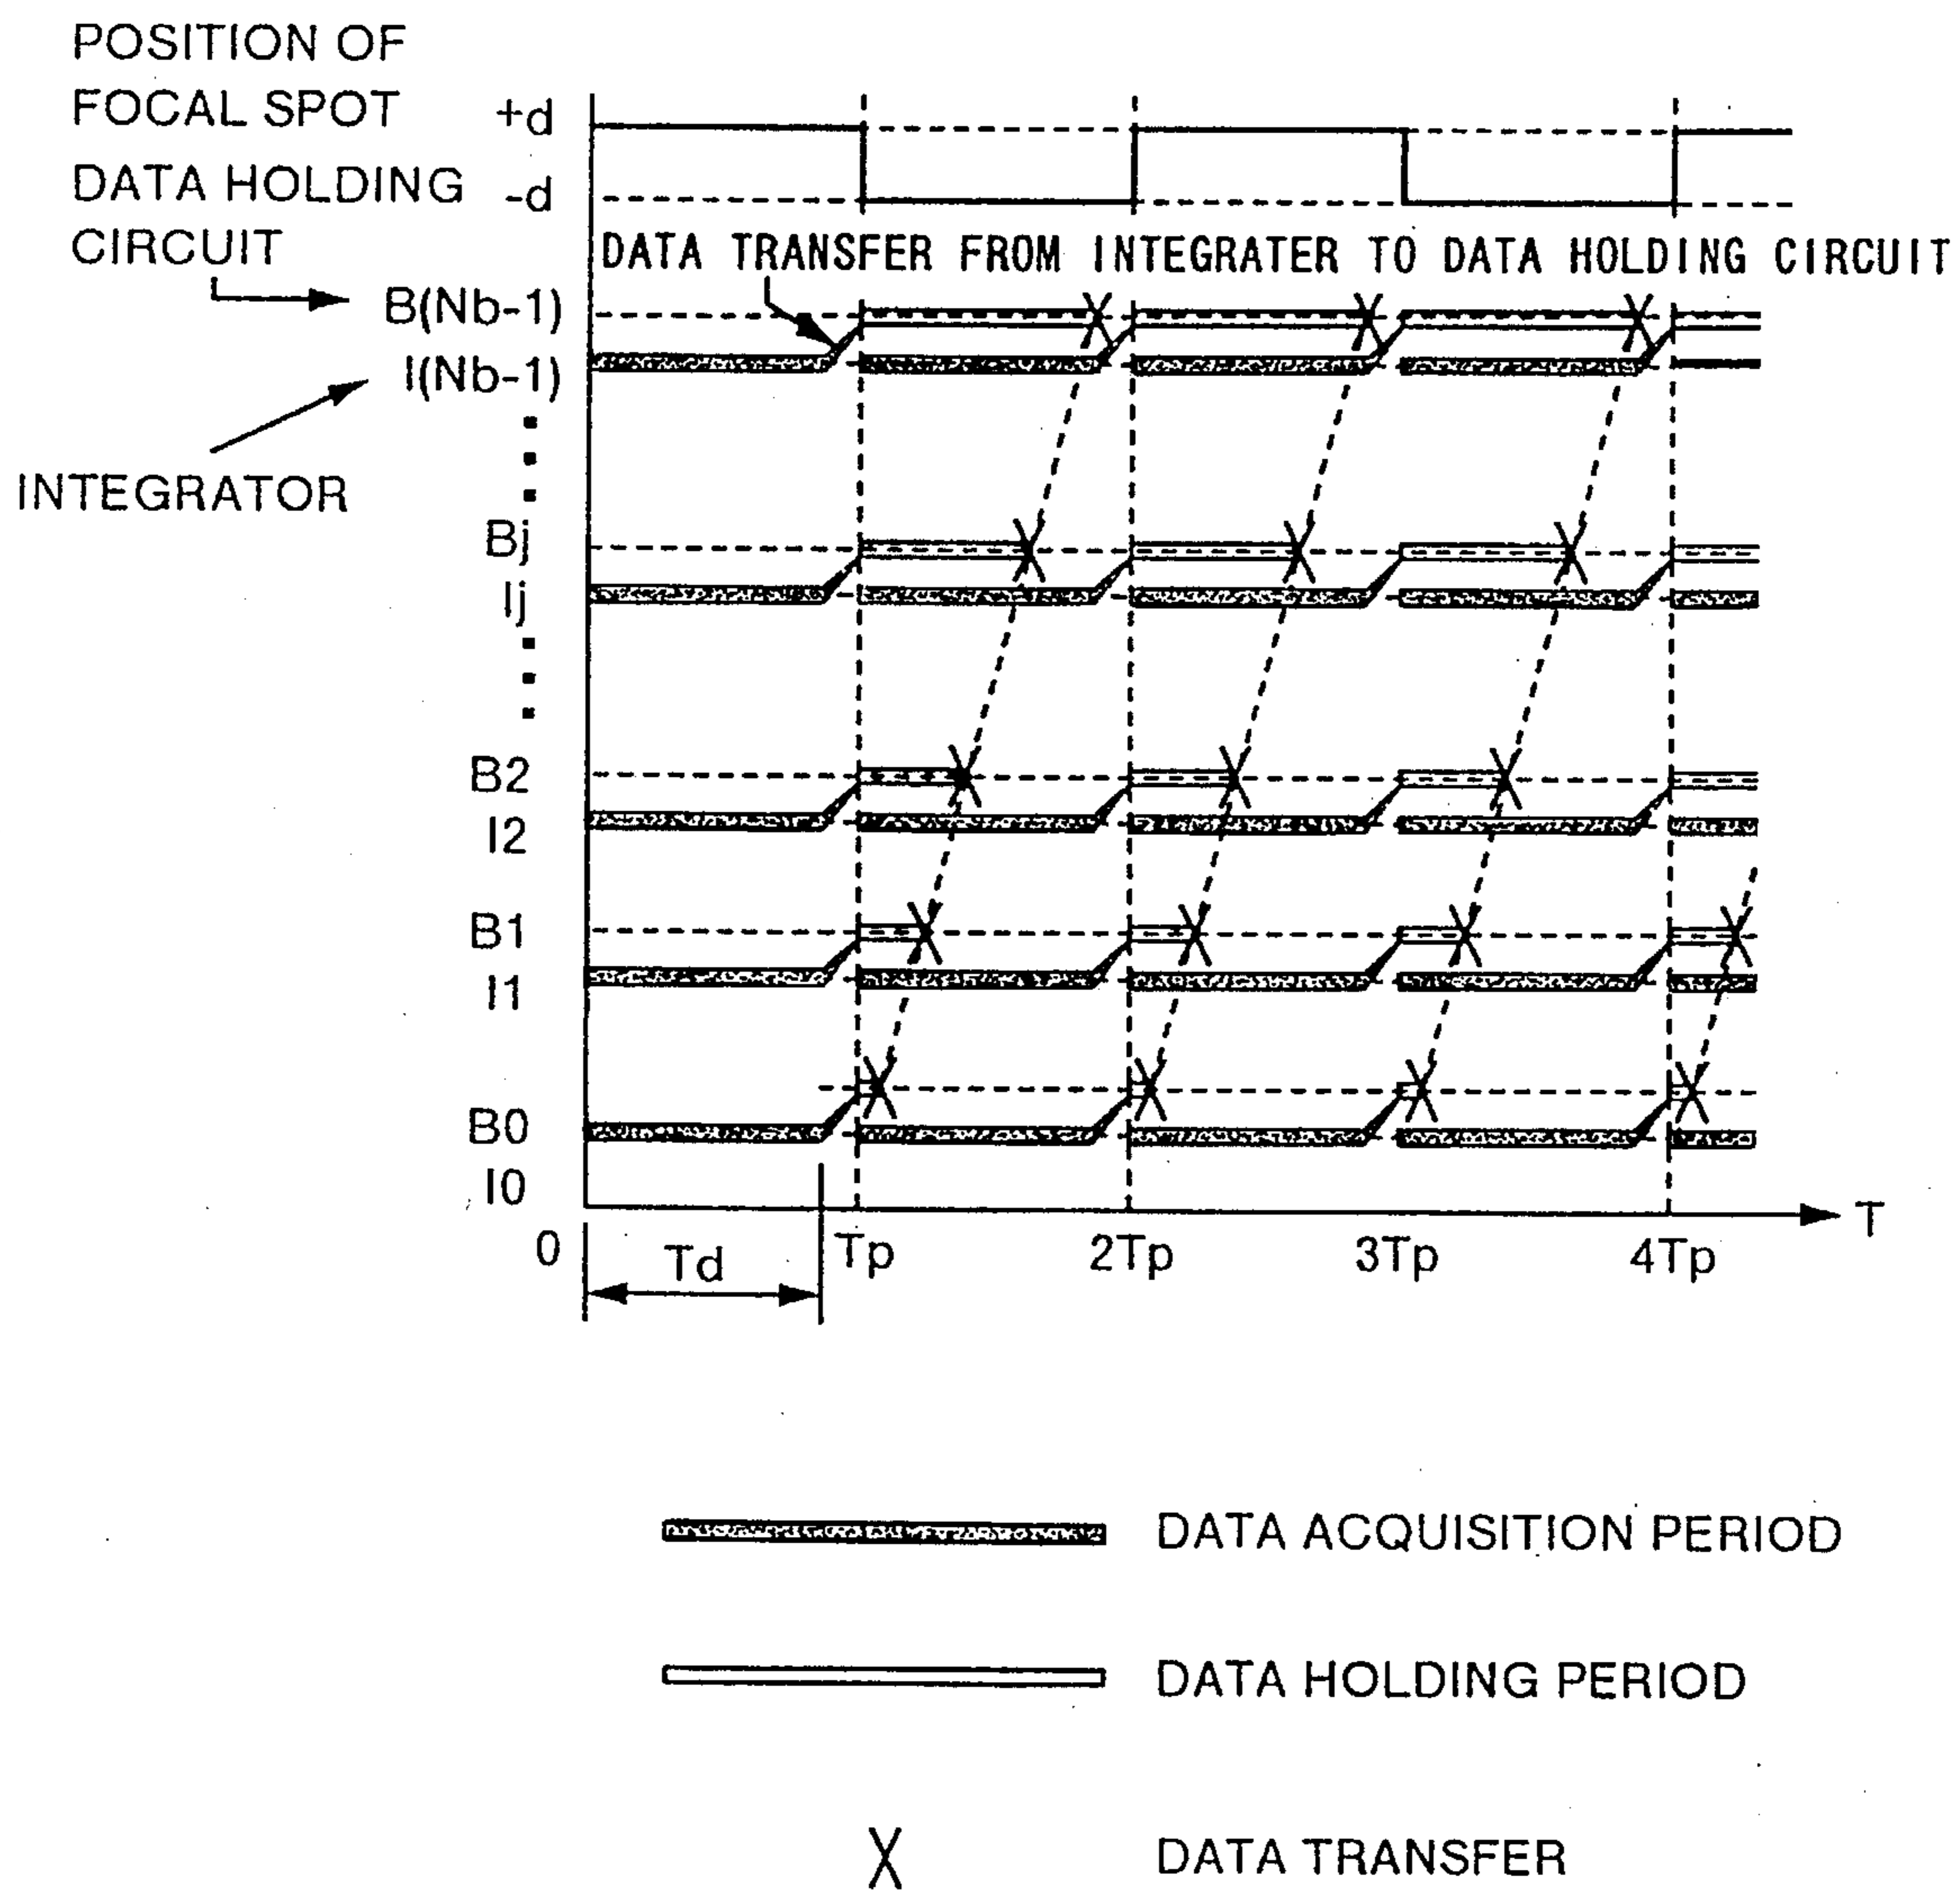 POSITION OF
FOCAL SPOT
+d
DATA HOLDING
CIRCUIT
-d
DATA TRANSFER FROM INTEGRATER TO DATA HOLDING CIRCUIT
B(Nb-1)
I(Nb-1)
INTEGRATOR
Bj
Ij
B2
I2
B1
I1
B0
I0
0
Td
Tp
2Tp
3Tp
4Tp
T
DATA ACQUISITION PERIOD
DATA HOLDING PERIOD
X DATA TRANSFER